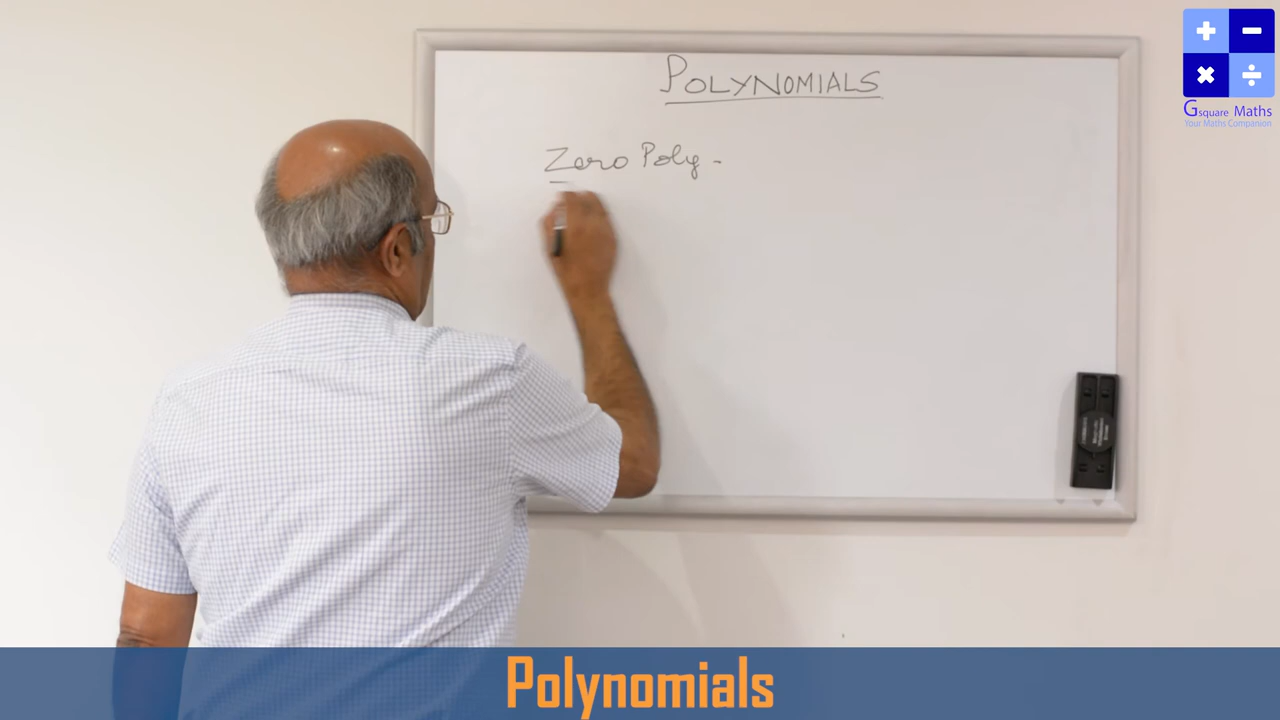 POLYNOMIALS
Zero Poly -
+ -
× ÷
Gsquare Maths
Your Maths Companion
Polynomials